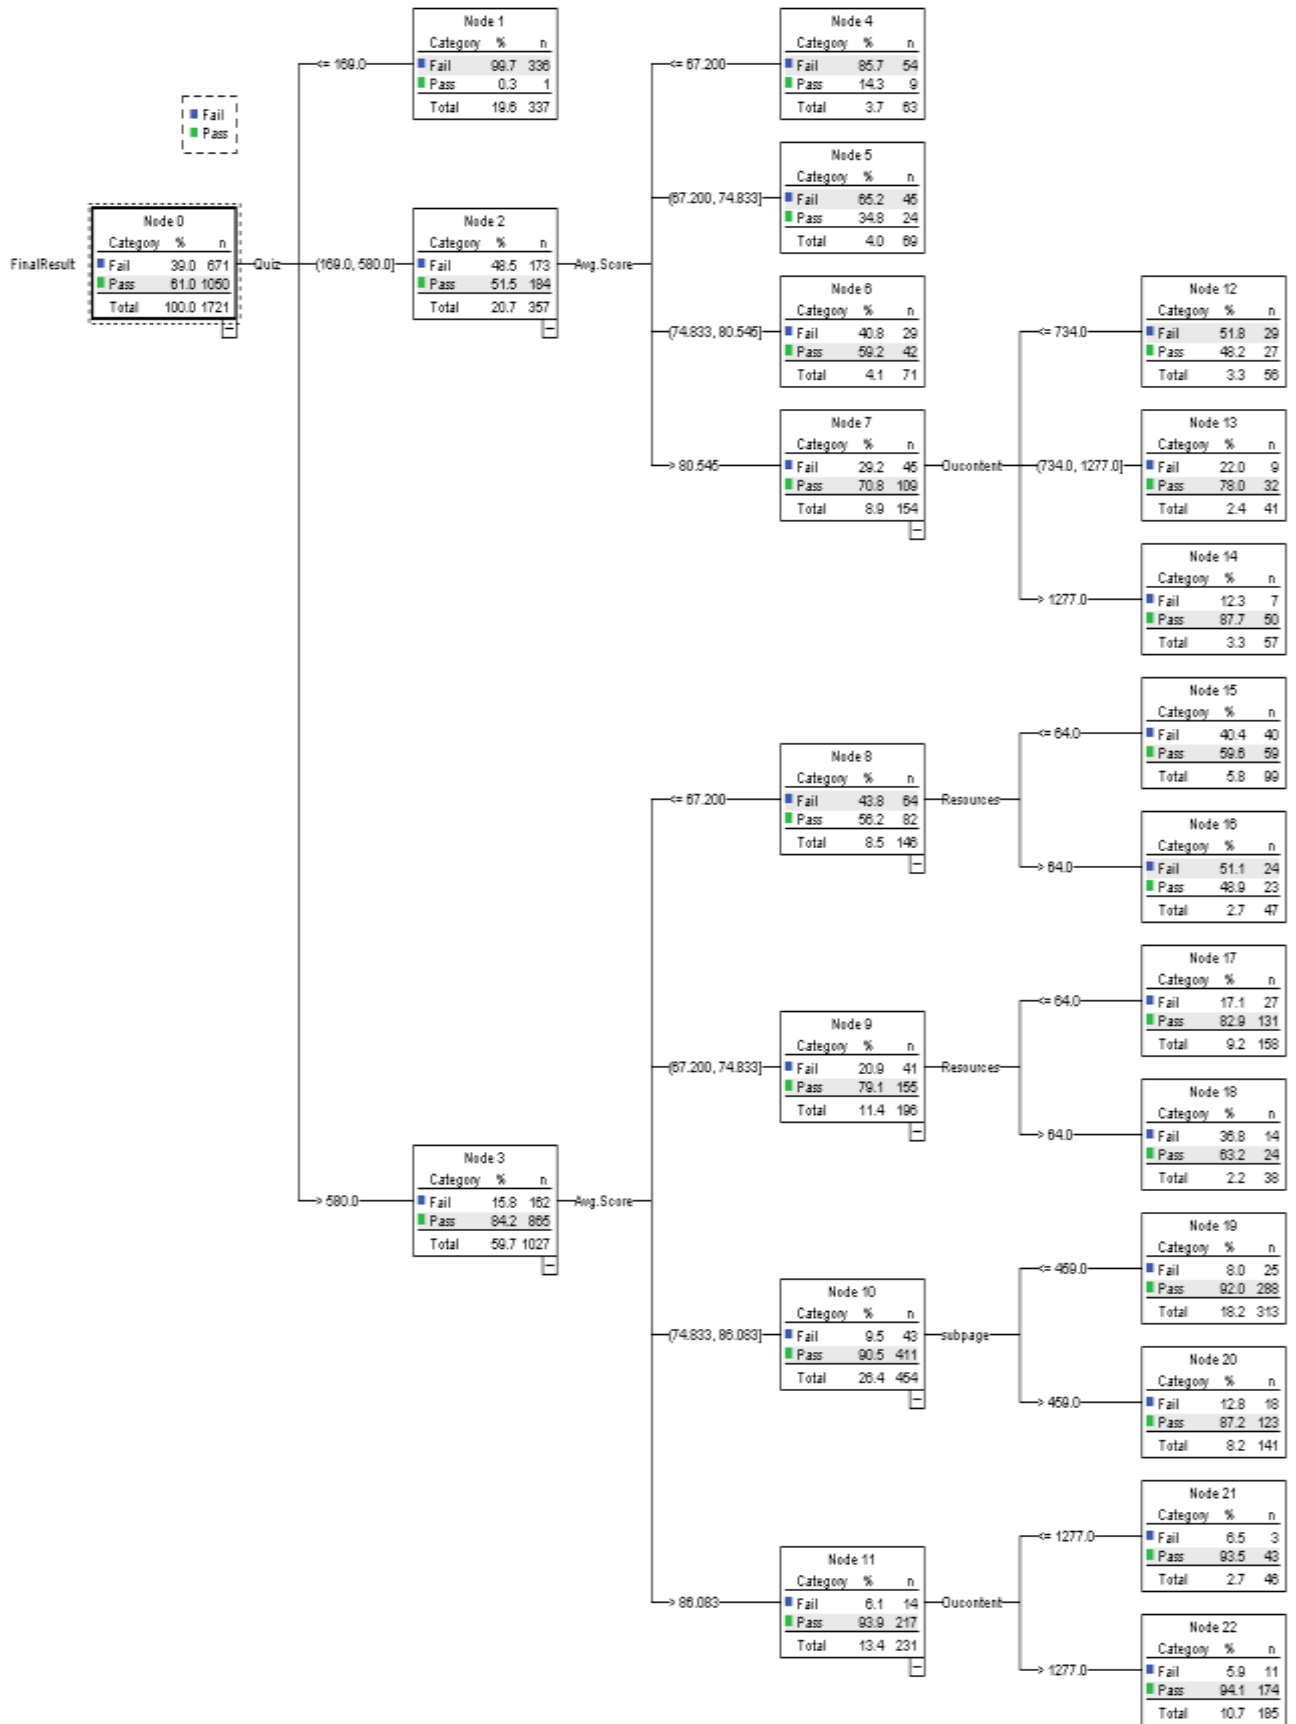 Fail
Pass
FinalResult
Node 0
Category % n
Fail 39.0 671
Pass 61.0 1050
Total 100.0 1721
Quiz
<= 169.0
Node 1
Category % n
Fail 99.7 336
Pass 0.3 1
Total 19.6 337
(169.0, 580.0]
Node 2
Category % n
Fail 48.5 173
Pass 51.5 184
Total 20.7 357
Avg.Score
<= 67.200
Node 4
Category % n
Fail 85.7 54
Pass 14.3 9
Total 3.7 63
(67.200, 74.833]
Node 5
Category % n
Fail 65.2 45
Pass 34.8 24
Total 4.0 69
(74.833, 80.545]
Node 6
Category % n
Fail 40.8 29
Pass 59.2 42
Total 4.1 71
> 80.545
Node 7
Category % n
Fail 29.2 45
Pass 70.8 109
Total 8.9 154
Oucontent
<= 734.0
Node 12
Category % n
Fail 51.8 29
Pass 48.2 27
Total 3.3 56
(734.0, 1277.0]
Node 13
Category % n
Fail 22.0 9
Pass 78.0 32
Total 2.4 41
> 1277.0
Node 14
Category % n
Fail 12.3 7
Pass 87.7 50
Total 3.3 57
> 580.0
Node 3
Category % n
Fail 15.8 162
Pass 84.2 865
Total 59.7 1027
Avg.Score
<= 67.200
Node 8
Category % n
Fail 43.8 64
Pass 56.2 82
Total 8.5 146
Resources
<= 64.0
Node 15
Category % n
Fail 40.4 40
Pass 59.6 59
Total 5.8 99
> 64.0
Node 16
Category % n
Fail 51.1 24
Pass 48.9 23
Total 2.7 47
(67.200, 74.833]
Node 9
Category % n
Fail 20.9 41
Pass 79.1 155
Total 11.4 196
Resources
<= 64.0
Node 17
Category % n
Fail 17.1 27
Pass 82.9 131
Total 9.2 158
> 64.0
Node 18
Category % n
Fail 36.8 14
Pass 63.2 24
Total 2.2 38
(74.833, 86.083]
Node 10
Category % n
Fail 9.5 43
Pass 90.5 411
Total 26.4 454
subpage
<= 459.0
Node 19
Category % n
Fail 8.0 25
Pass 92.0 288
Total 18.2 313
> 459.0
Node 20
Category % n
Fail 12.8 18
Pass 87.2 123
Total 8.2 141
> 86.083
Node 11
Category % n
Fail 6.1 14
Pass 93.9 217
Total 13.4 231
Oucontent
<= 1277.0
Node 21
Category % n
Fail 6.5 3
Pass 93.5 43
Total 2.7 46
> 1277.0
Node 22
Category % n
Fail 5.9 11
Pass 94.1 174
Total 10.7 185